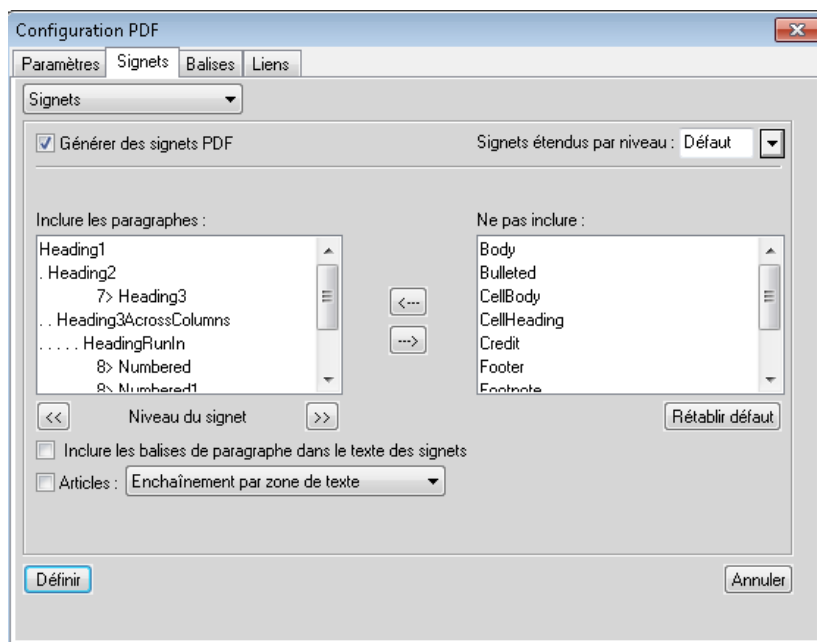 Configuration PDF
Paramètres Signets Balises Liens
Signets
Générer des signets PDF Signets étendus par niveau : Défaut
Inclure les paragraphes : Ne pas inclure :
Heading1 Body
. Heading2 Bulleted
7> Heading3 CellBody
. . Heading3AcrossColumns <--- CellHeading
. . . . . HeadingRunIn ---> Credit
8> Numbered Footer
8> Numbered1 Footnote
<< Niveau du signet >> Rétablir défaut
Inclure les balises de paragraphe dans le texte des signets
Articles : Enchaînement par zone de texte
Définir Annuler